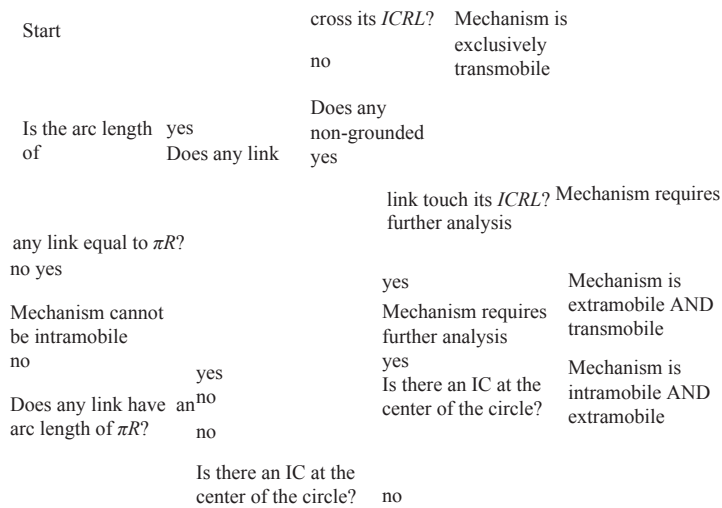 Start
cross its ICRL?
no
Mechanism is
exclusively
transmobile
Is the arc length
of
yes
Does any link
Does any
non-grounded
yes
link touch its ICRL?
further analysis
Mechanism requires
any link equal to πR?
no yes
Mechanism cannot
be intramobile
no
Does any link have an
arc length of πR?
yes
no
no
Is there an IC at the
center of the circle?
yes
Mechanism requires
further analysis
yes
Is there an IC at the
center of the circle?
no
Mechanism is
extramobile AND
transmobile
Mechanism is
intramobile AND
extramobile